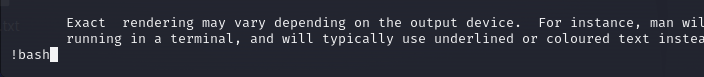 Exact  rendering may vary depending on the output device.  For instance, man wil
running in a terminal, and will typically use underlined or coloured text instea
!bash